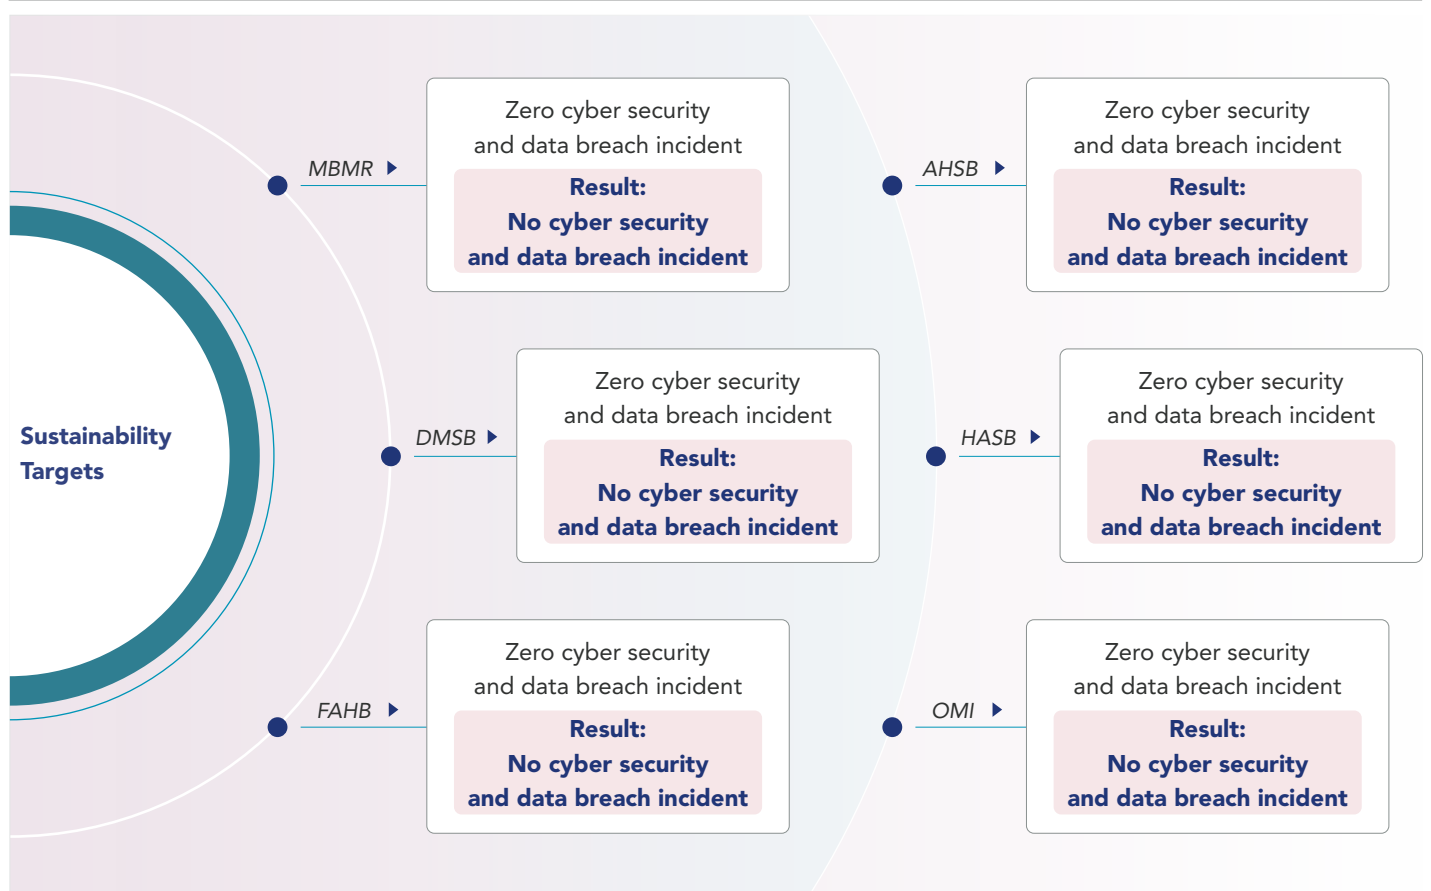 Sustainability
Targets
MBMR
Zero cyber security
and data breach incident
Result:
No cyber security
and data breach incident
DMSB
Zero cyber security
and data breach incident
Result:
No cyber security
and data breach incident
FAHB
Zero cyber security
and data breach incident
Result:
No cyber security
and data breach incident
AHSB
Zero cyber security
and data breach incident
Result:
No cyber security
and data breach incident
HASB
Zero cyber security
and data breach incident
Result:
No cyber security
and data breach incident
OMI
Zero cyber security
and data breach incident
Result:
No cyber security
and data breach incident